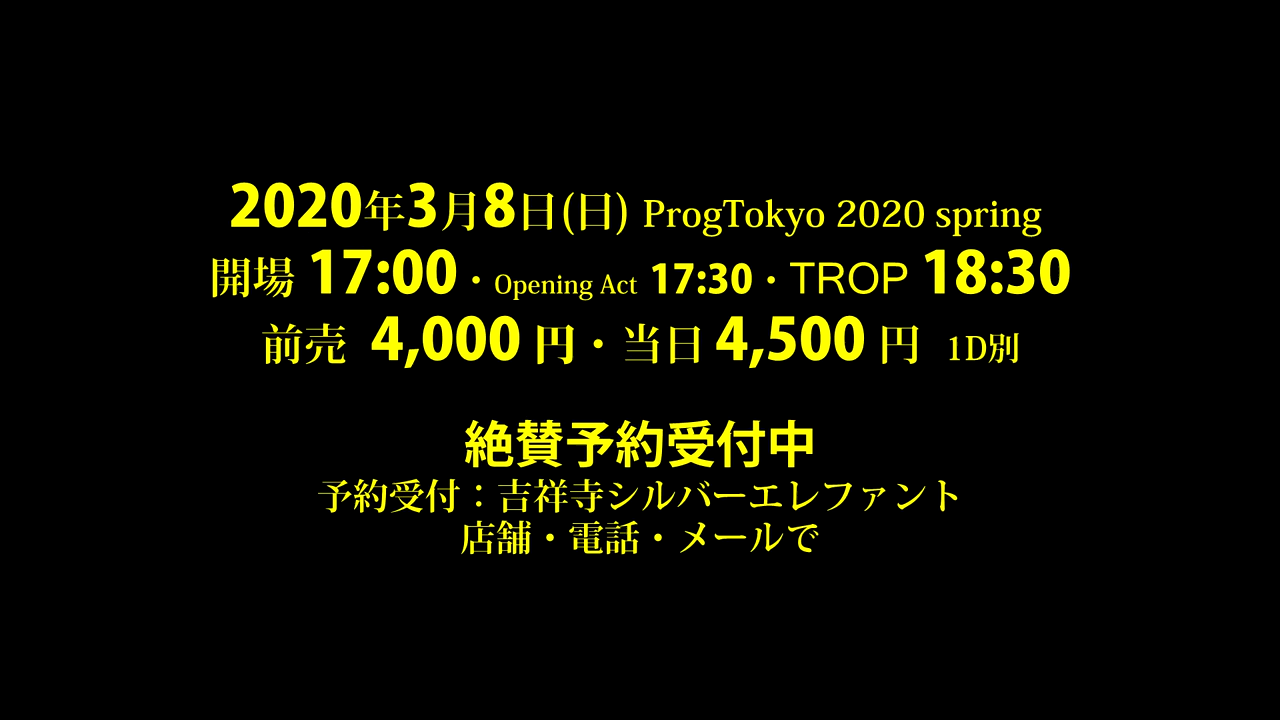 2020年3月8日(日) ProgTokyo 2020 spring
開場 17:00・Opening Act 17:30・TROP 18:30
前売 4,000 円・当日 4,500 円 1D別
絶賛予約受付中
予約受付：吉祥寺シルバーエレファント
店舗・電話・メールで